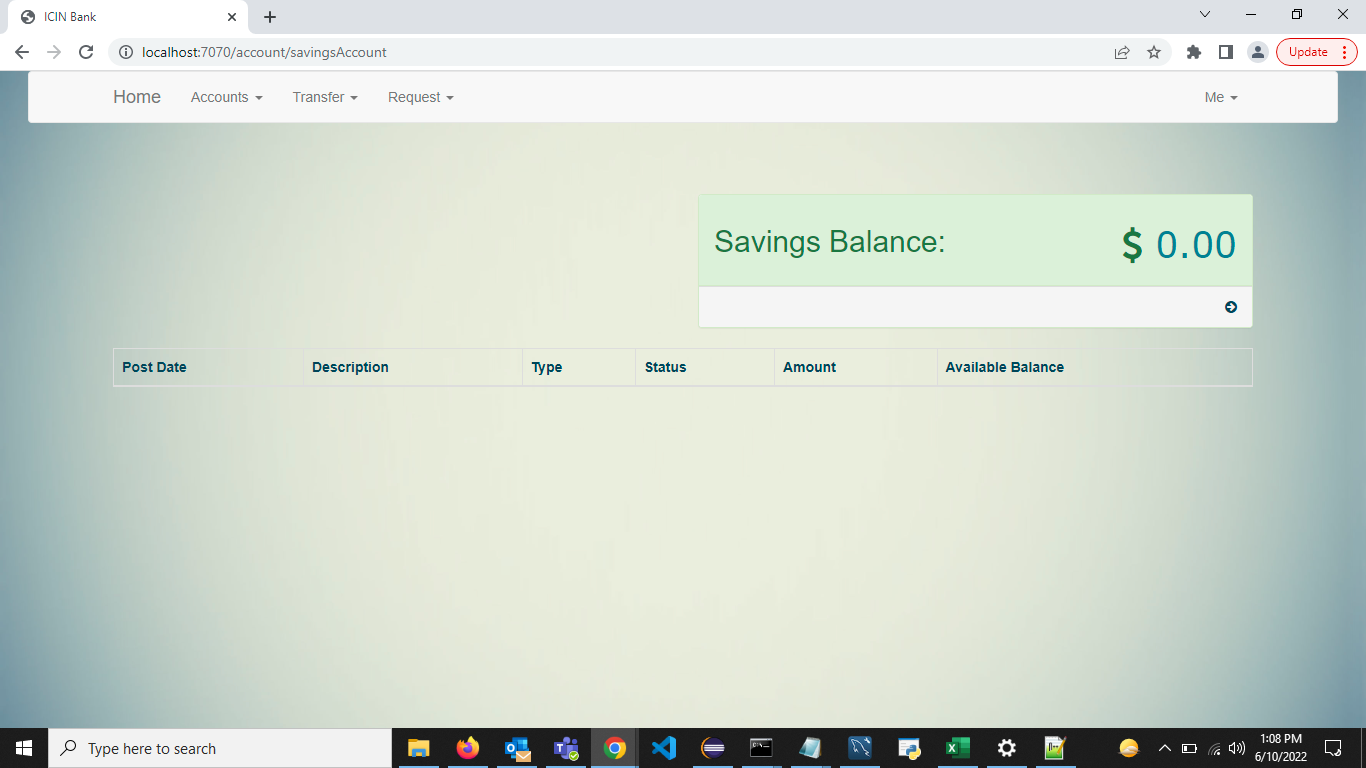 ICIN Bank
localhost:7070/account/savingsAccount
Update
Home Accounts Transfer Request Me
Savings Balance: $ 0.00
Post Date Description Type Status Amount Available Balance
Type here to search
1:08 PM
6/10/2022